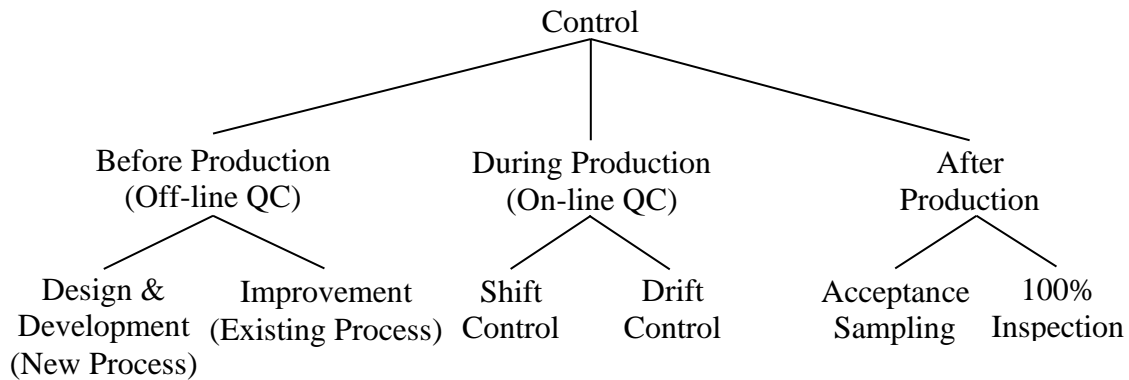 Control
Before Production
(Off-line QC)
During Production
(On-line QC)
After
Production
Design &
Development
(New Process)
Improvement
(Existing Process)
Shift
Control
Drift
Control
Acceptance
Sampling
100%
Inspection